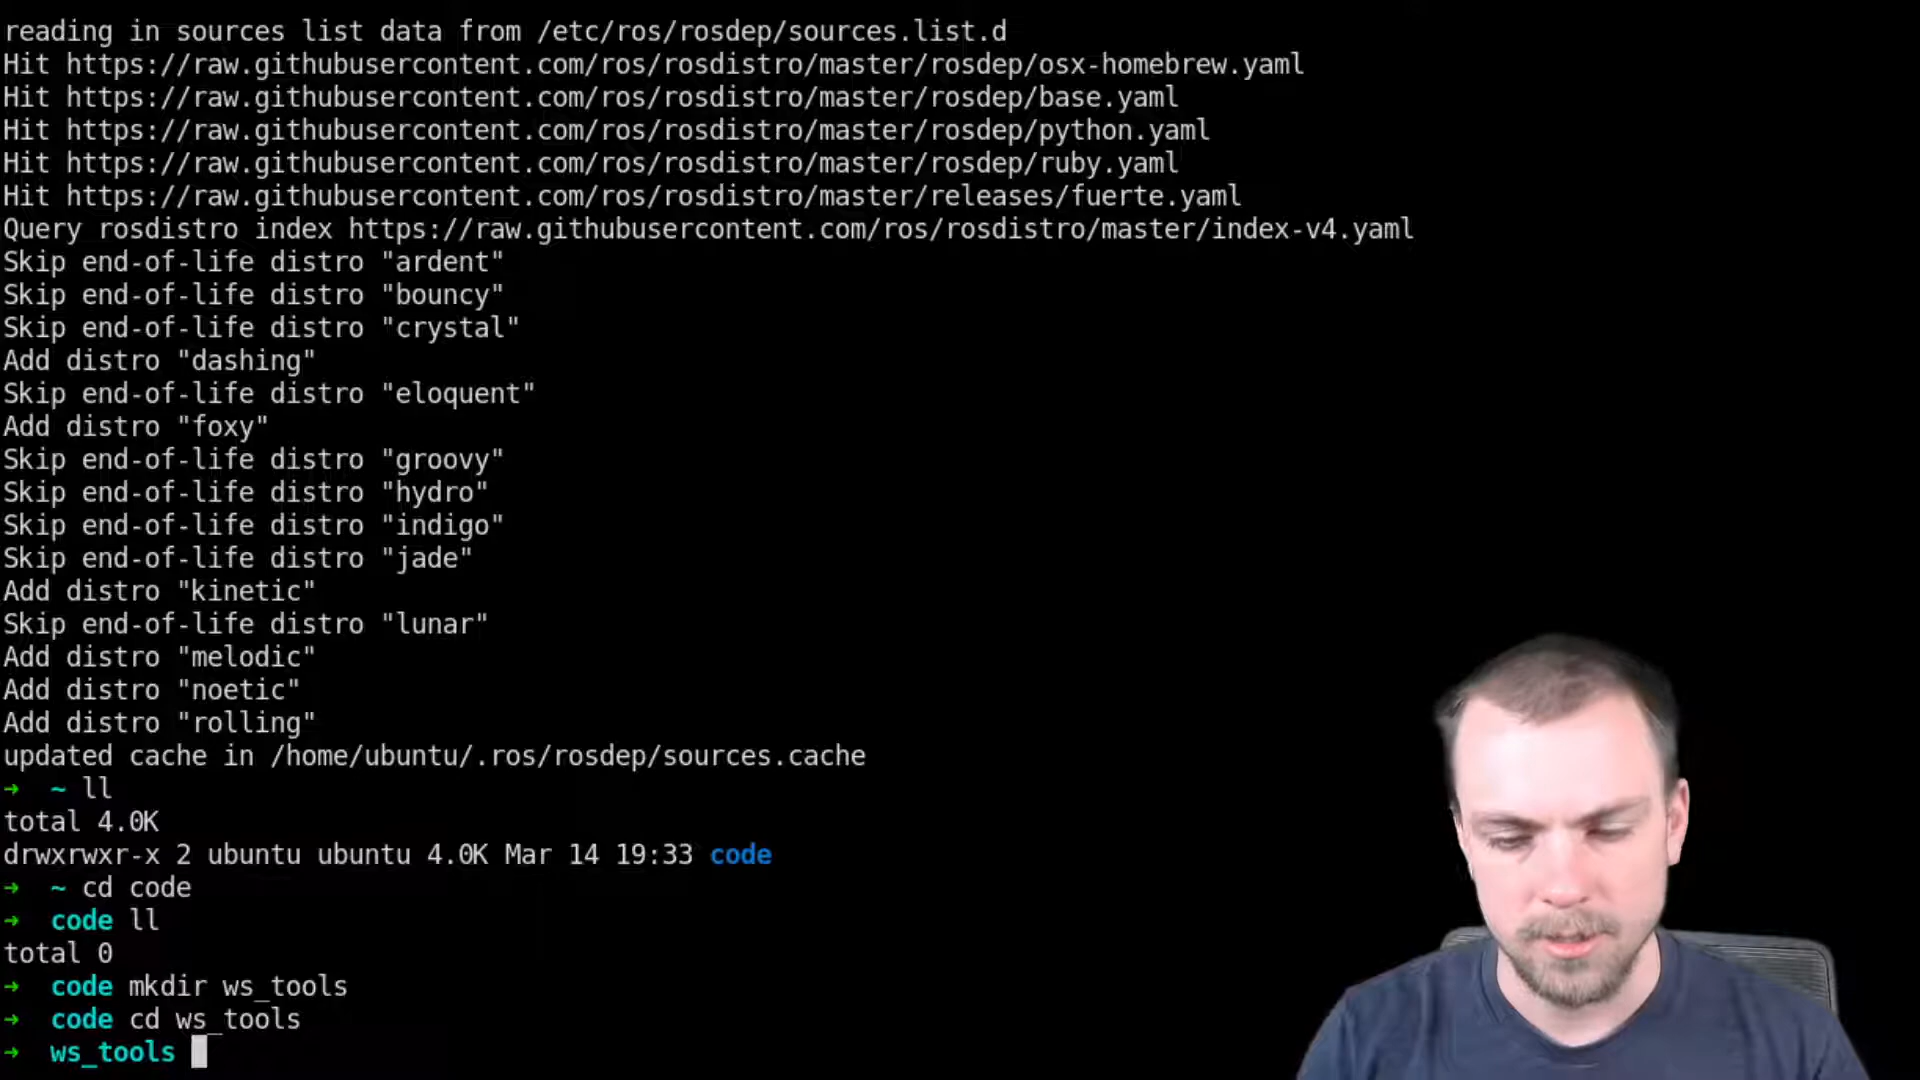 reading in sources list data from /etc/ros/rosdep/sources.list.d
Hit https://raw.githubusercontent.com/ros/rosdistro/master/rosdep/osx-homebrew.yaml
Hit https://raw.githubusercontent.com/ros/rosdistro/master/rosdep/base.yaml
Hit https://raw.githubusercontent.com/ros/rosdistro/master/rosdep/python.yaml
Hit https://raw.githubusercontent.com/ros/rosdistro/master/rosdep/ruby.yaml
Hit https://raw.githubusercontent.com/ros/rosdistro/master/releases/fuerte.yaml
Query rosdistro index https://raw.githubusercontent.com/ros/rosdistro/master/index-v4.yaml
Skip end-of-life distro "ardent"
Skip end-of-life distro "bouncy"
Skip end-of-life distro "crystal"
Add distro "dashing"
Skip end-of-life distro "eloquent"
Add distro "foxy"
Skip end-of-life distro "groovy"
Skip end-of-life distro "hydro"
Skip end-of-life distro "indigo"
Skip end-of-life distro "jade"
Add distro "kinetic"
Skip end-of-life distro "lunar"
Add distro "melodic"
Add distro "noetic"
Add distro "rolling"
updated cache in /home/ubuntu/.ros/rosdep/sources.cache
→ ~ ll
total 4.0K
drwxrwxr-x 2 ubuntu ubuntu 4.0K Mar 14 19:33 code
→ ~ cd code
→ code ll
total 0
→ code mkdir ws_tools
→ code cd ws_tools
→ ws_tools